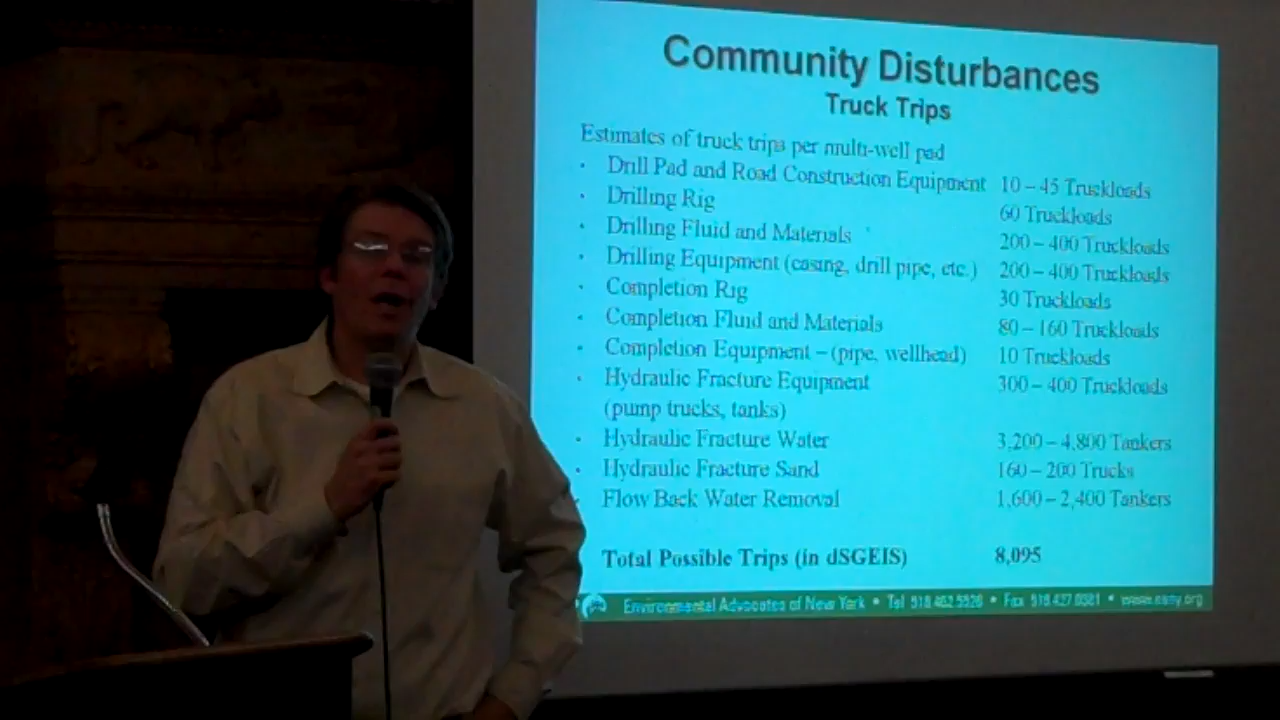 Community Disturbances
Truck Trips
Estimates of truck trips per multi-well pad
· Drill Pad and Road Construction Equipment 10 – 45 Truckloads
· Drilling Rig 60 Truckloads
· Drilling Fluid and Materials 200 – 400 Truckloads
· Drilling Equipment (casing, drill pipe, etc.) 200 – 400 Truckloads
· Completion Rig 30 Truckloads
· Completion Fluid and Materials 80 – 160 Truckloads
· Completion Equipment – (pipe, wellhead) 10 Truckloads
· Hydraulic Fracture Equipment 300 – 400 Truckloads
(pump trucks, tanks)
· Hydraulic Fracture Water 3,200 – 4,800 Tankers
· Hydraulic Fracture Sand 160 – 200 Trucks
· Flow Back Water Removal 1,600 – 2,400 Tankers
Total Possible Trips (in dSGEIS) 8,095
Environmental Advocates of New York • Tel 518.462.5526 • Fax 518.427.0381 •